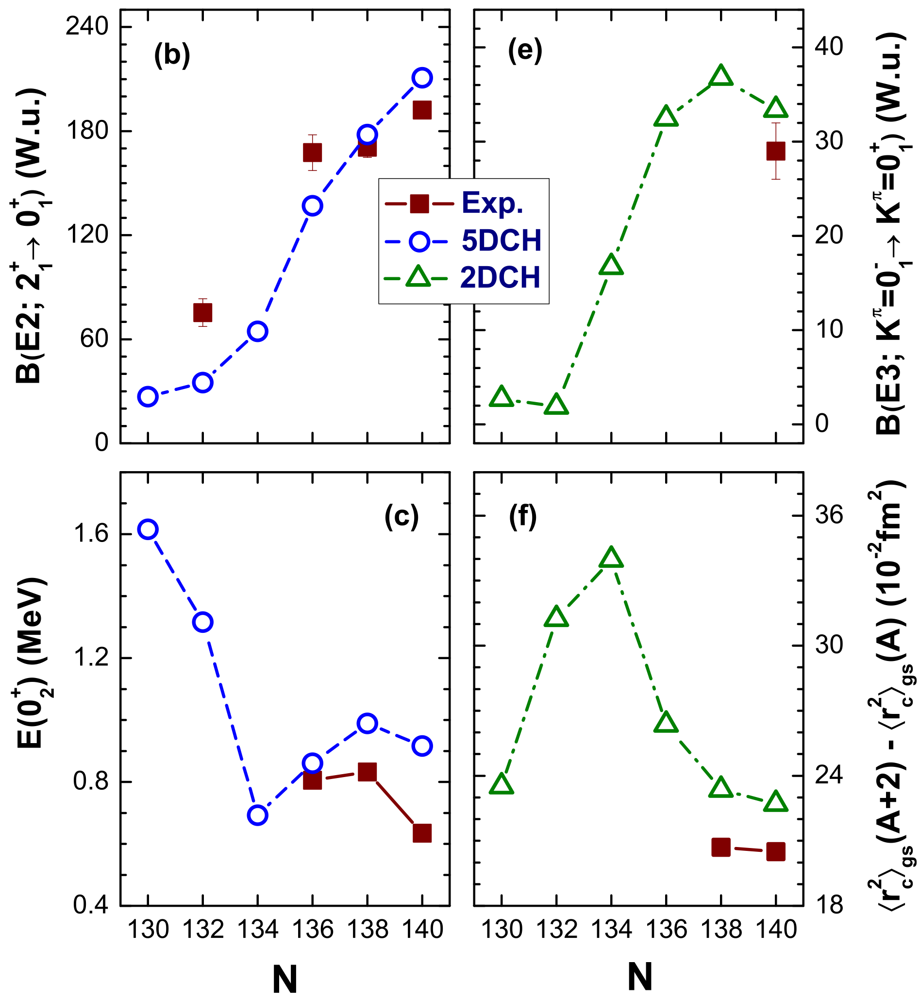 B(E2; 2⁺₁→ 0⁺₁) (W.u.)
240
180
120
60
0
(b)
(e)
40
30
20
10
0
B(E3; Kπ=0⁻₁→ Kπ=0⁺₁) (W.u.)
Exp.
5DCH
2DCH
E(0⁺₂) (MeV)
1.6
1.2
0.8
0.4
(c)
(f)
36
30
24
18
⟨r²c⟩gs(A+2) - ⟨r²c⟩gs(A) (10⁻²fm²)
130 132 134 136 138 140
130 132 134 136 138 140
N
N